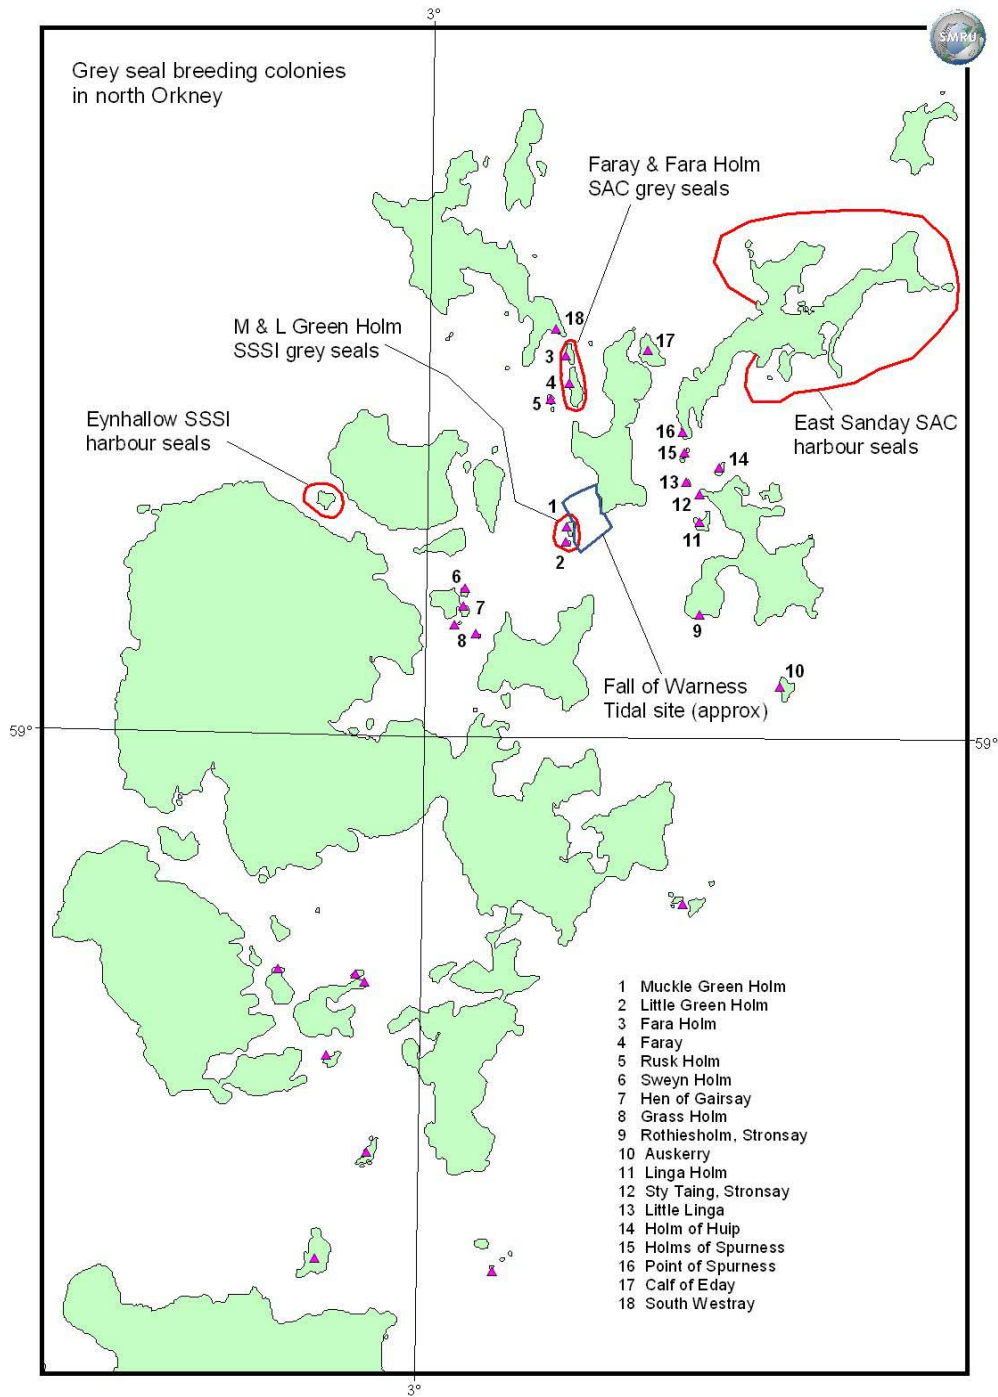 3°
SMRU
Grey seal breeding colonies
in north Orkney
Faray & Fara Holm
SAC grey seals
M & L Green Holm
SSSI grey seals
18
17
3
4
5
Eynhallow SSSI
harbour seals
East Sanday SAC
harbour seals
16
15
14
13
12
11
1
2
6
7
8
9
10
Fall of Warness
Tidal site (approx)
59°
59°
1 Muckle Green Holm
2 Little Green Holm
3 Fara Holm
4 Faray
5 Rusk Holm
6 Sweyn Holm
7 Hen of Gairsay
8 Grass Holm
9 Rothiesholm, Stronsay
10 Auskerry
11 Linga Holm
12 Sty Taing, Stronsay
13 Little Linga
14 Holm of Huip
15 Holms of Spurness
16 Point of Spurness
17 Calf of Eday
18 South Westray
3°